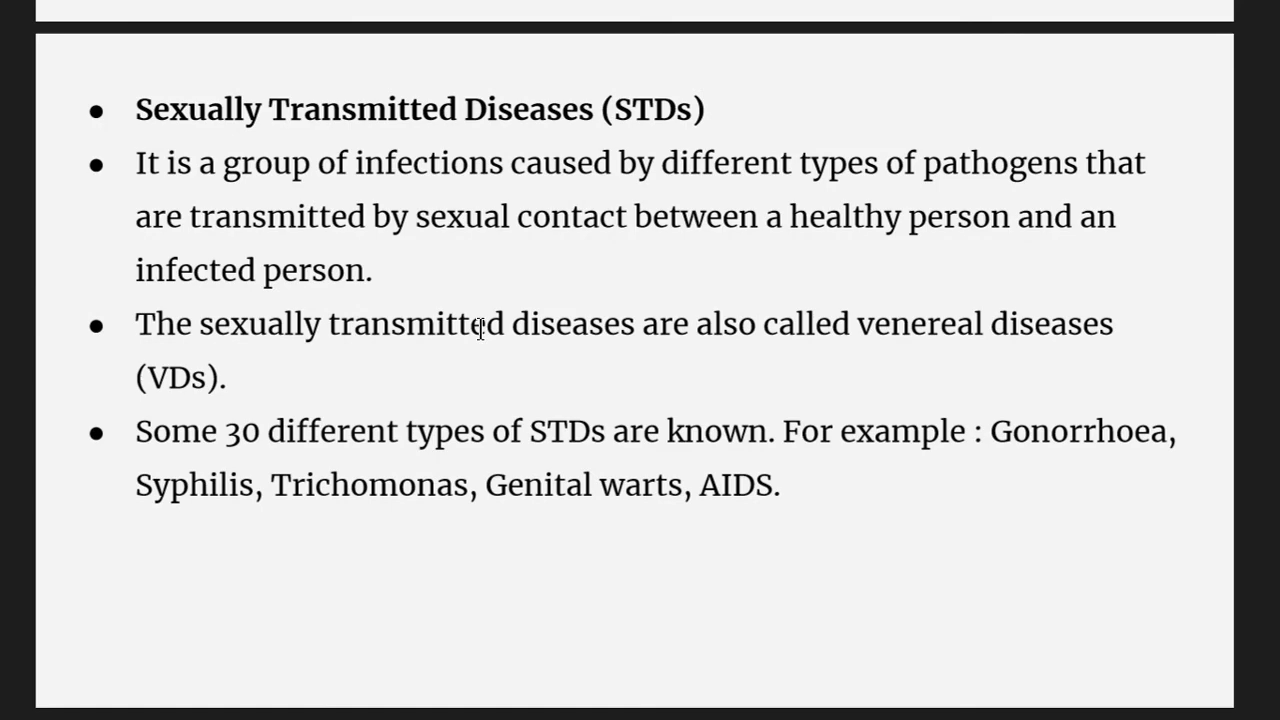 ● Sexually Transmitted Diseases (STDs)
● It is a group of infections caused by different types of pathogens that
are transmitted by sexual contact between a healthy person and an
infected person.
● The sexually transmitted diseases are also called venereal diseases
(VDs).
● Some 30 different types of STDs are known. For example : Gonorrhoea,
Syphilis, Trichomonas, Genital warts, AIDS.